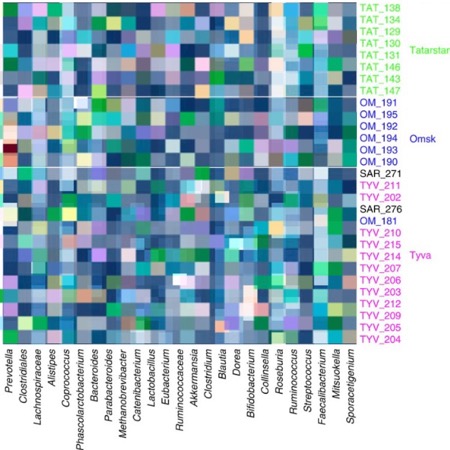 TAT_138
TAT_134
TAT_129
TAT_130
TAT_131
TAT_146
TAT_143
TAT_147
Tatarstar
OM_191
OM_195
OM_192
OM_194
OM_193
OM_190
Omsk
SAR_271
TYV_211
TYV_202
SAR_276
OM_181
TYV_210
TYV_215
TYV_214
TYV_207
TYV_206
TYV_203
TYV_212
TYV_209
TYV_205
TYV_204
Tyva
Prevotella
Clostridiales
Lachnospiraceae
Alistipes
Coprococcus
Phascolarctobacterium
Bacteroides
Parabacteroides
Methanobrevibacter
Catenibacterium
Lactobacillus
Eubacterium
Ruminococcaceae
Akkermansia
Clostridium
Blautia
Dorea
Bifidobacterium
Collinsella
Roseburia
Ruminococcus
Streptococcus
Faecalibacterium
Mitsuokella
Sporacetigenium